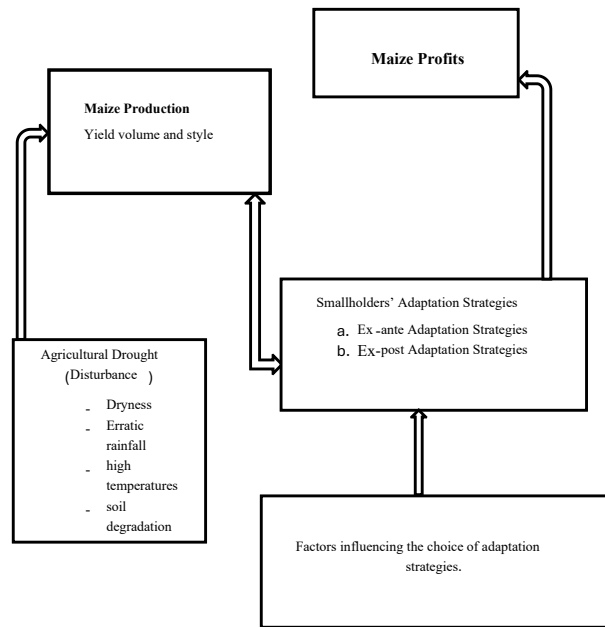 Maize Profits
Maize Production
Yield volume and style
Smallholders' Adaptation Strategies
a. Ex -ante Adaptation Strategies
b. Ex-post Adaptation Strategies
Agricultural Drought
(Disturbance )
- Dryness
- Erratic
rainfall
- high
temperatures
- soil
degradation
Factors influencing the choice of adaptation
strategies.